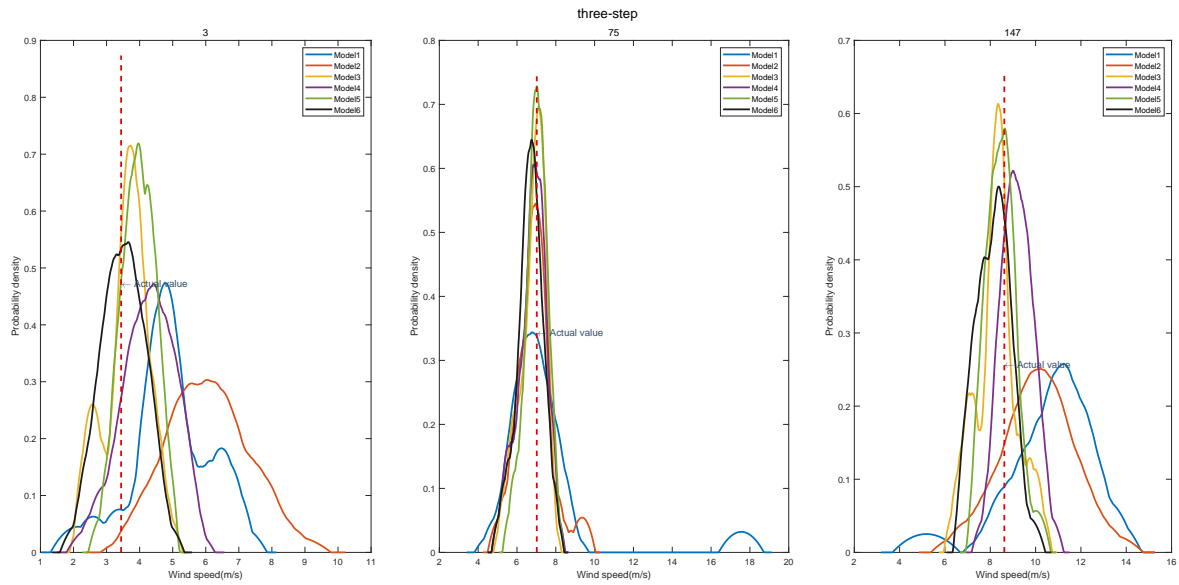 three-step
3
0.9
0.8
0.7
0.6
0.5
0.4
0.3
0.2
0.1
0
Probability density
1 2 3 4 5 6 7 8 9 10 11
Wind speed(m/s)
Model1
Model2
Model3
Model4
Model5
Model6
← Actual value
75
0.8
0.7
0.6
0.5
0.4
0.3
0.2
0.1
0
Probability density
2 4 6 8 10 12 14 16 18 20
Wind speed(m/s)
Model1
Model2
Model3
Model4
Model5
Model6
← Actual value
147
0.7
0.6
0.5
0.4
0.3
0.2
0.1
0
Probability density
2 4 6 8 10 12 14 16
Wind speed(m/s)
Model1
Model2
Model3
Model4
Model5
Model6
← Actual value